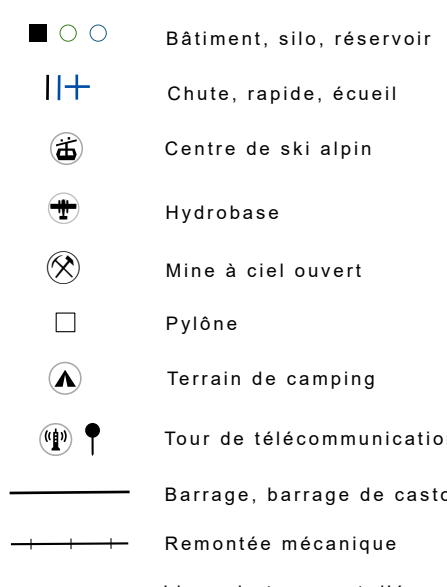 Bâtiment, silo, réservoir
Chute, rapide, écueil
Centre de ski alpin
Hydrobase
Mine à ciel ouvert
Pylône
Terrain de camping
Tour de télécommunicatio
Barrage, barrage de casto
Remontée mécanique